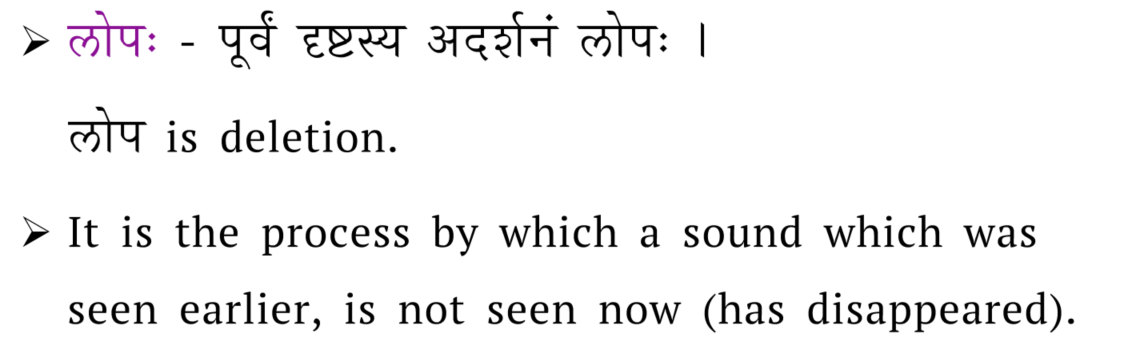 ➢ लोपः - पूर्वं दृष्टस्य अदर्शनं लोपः ।
लोप is deletion.
➢ It is the process by which a sound which was
seen earlier, is not seen now (has disappeared).